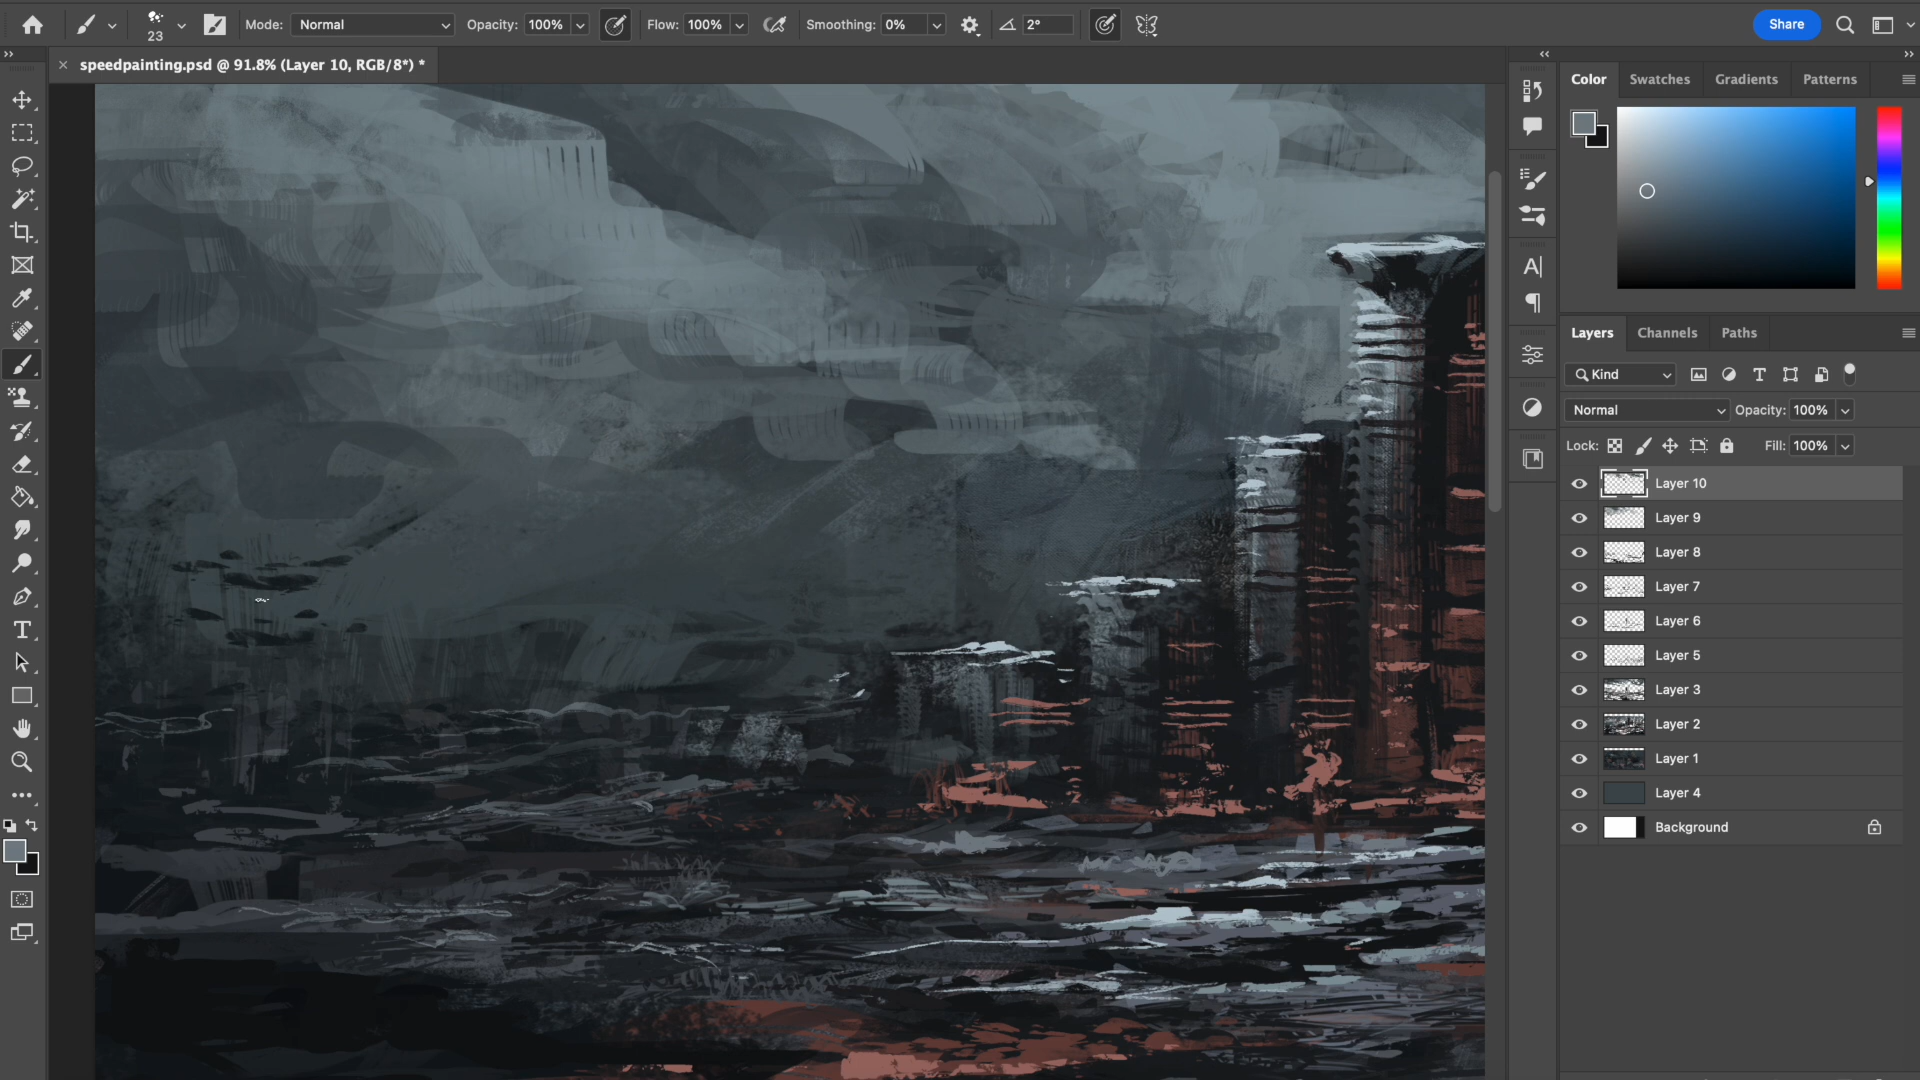 23
Mode: Normal
Opacity: 100%
Flow: 100%
Smoothing: 0%
2°
Share
× speedpainting.psd @ 91.8% (Layer 10, RGB/8*) *
Color Swatches Gradients Patterns
Layers Channels Paths
Kind
Normal
Opacity: 100%
Lock:
Fill: 100%
Layer 10
Layer 9
Layer 8
Layer 7
Layer 6
Layer 5
Layer 3
Layer 2
Layer 1
Layer 4
Background